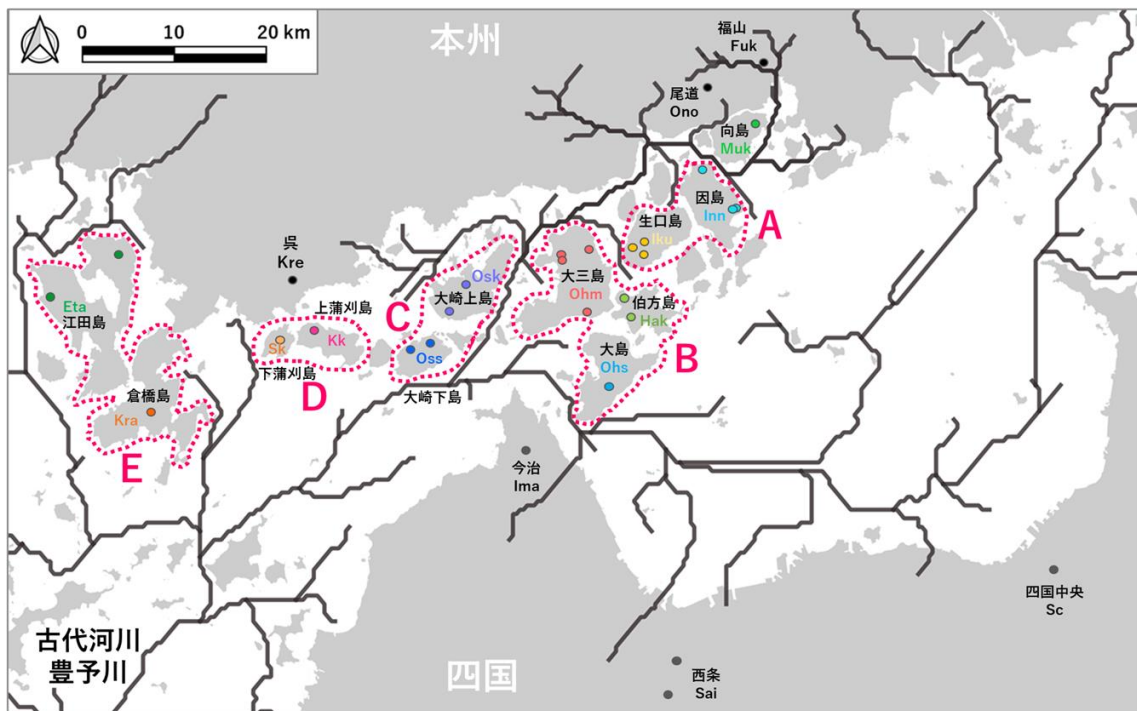 0 10 20 km
本州
福山
Fuk
尾道
Ono
向島
Muk
因島
Inn
A
生口島
Iku
呉
Kre
Osk
大崎上島
大三島
Ohm
伯方島
Hak
Eta
江田島
上蒲刈島
Kk
Sk
下蒲刈島
C
Oss
大崎下島
大島
Ohs
B
D
倉橋島
Kra
E
今治
Ima
四国中央
Sc
古代河川
豊予川
四国
西条
Sai